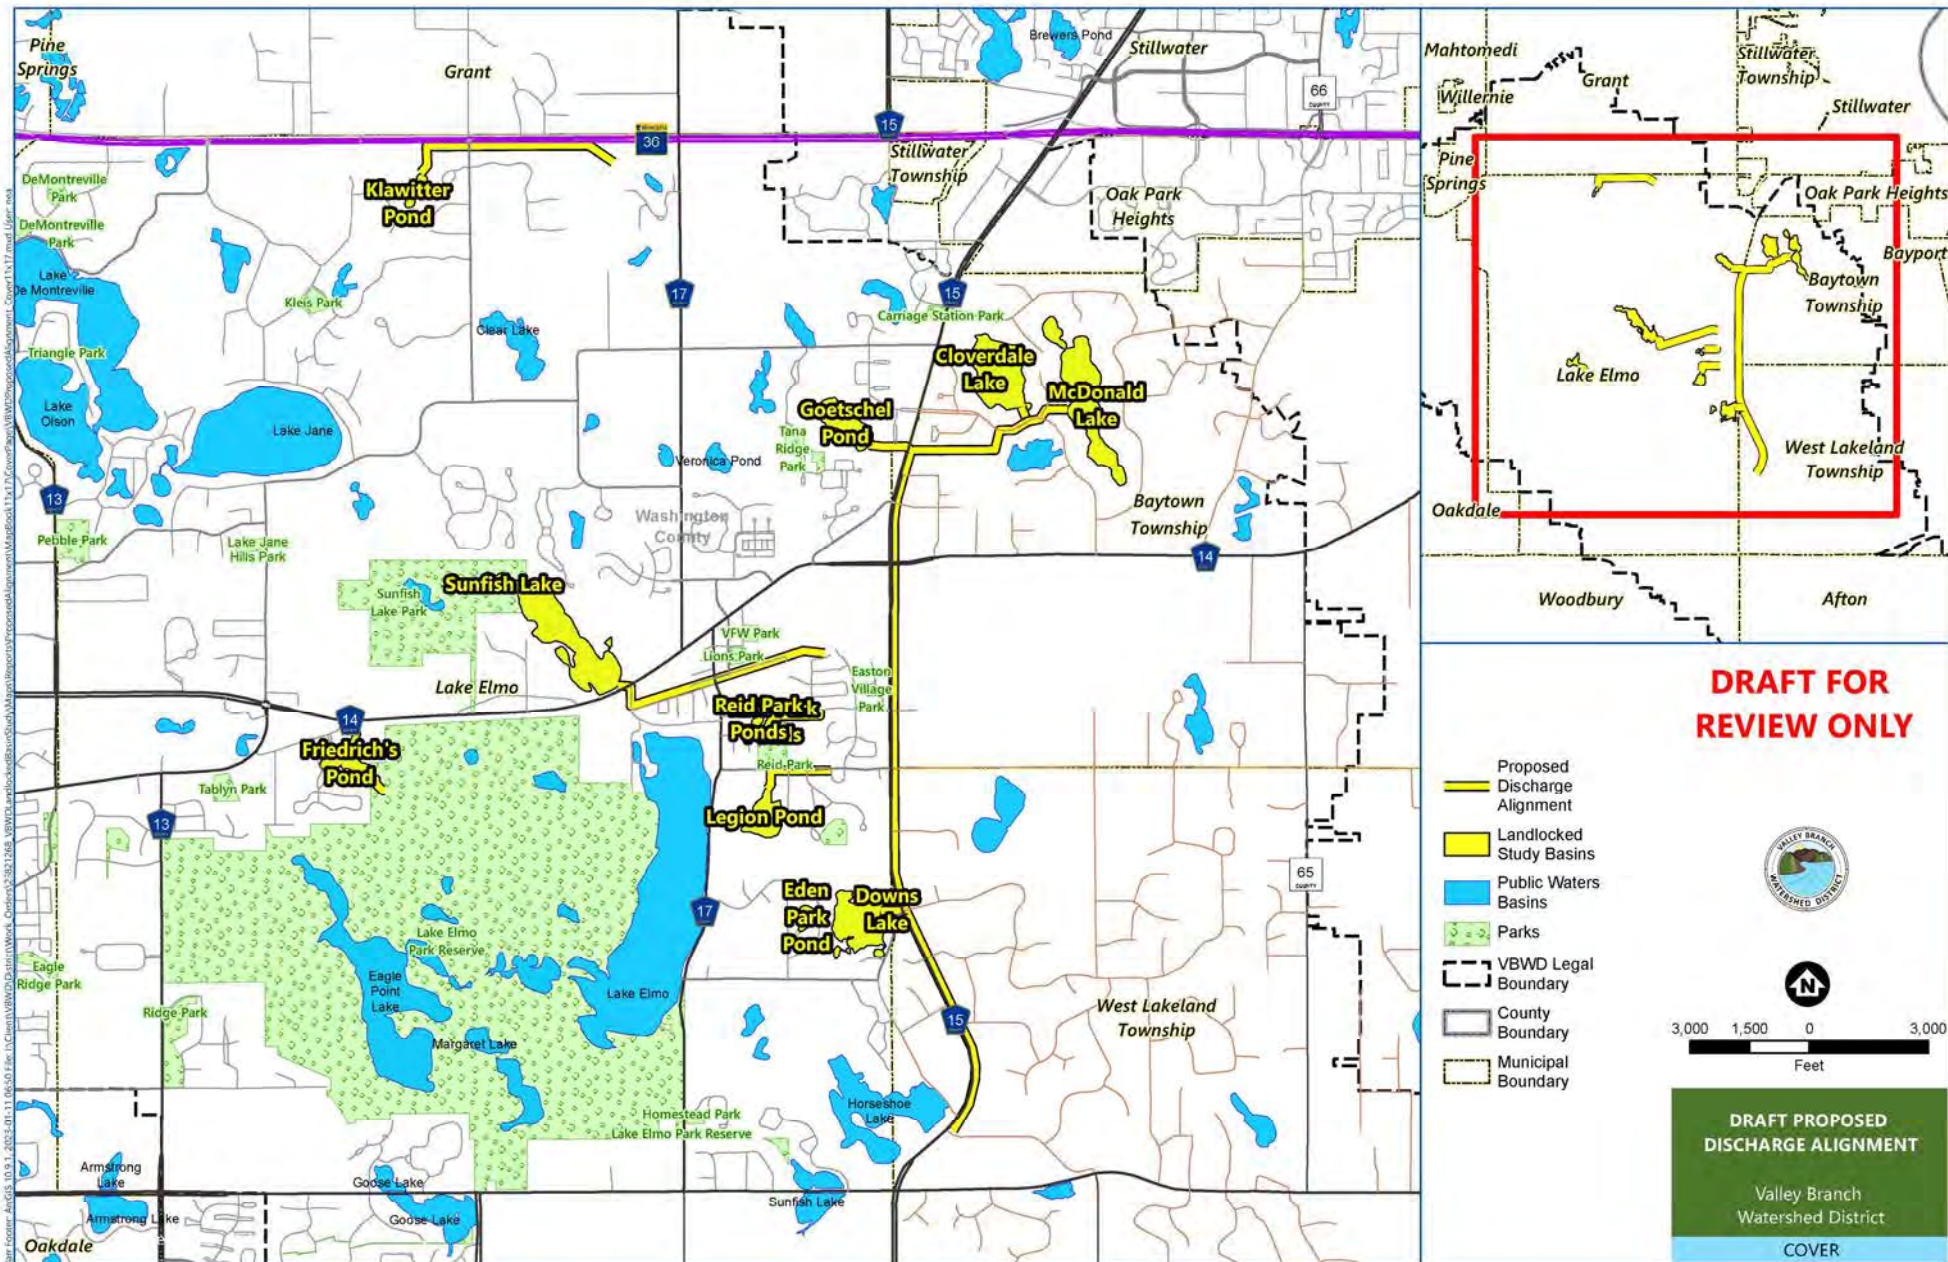 Pine
Springs
Grant
Brewers Pond
Stillwater
66
COUNTY
15
36
Stillwater
Township
DeMontreville
Park
Klawitter
Pond
Oak Park
Heights
DeMontreville
Park
Lake
De Montreville
17
15
Kleis Park
Carriage Station Park
Clear Lake
Triangle Park
Cloverdale
Lake
McDonald
Lake
Lake
Olson
Goetschel
Pond
Lake Jane
Tana
Ridge
Park
Veronica Pond
13
Baytown
Township
Washington
County
Pebble Park
Lake Jane
Hills Park
14
Sunfish Lake
Sunfish
Lake Park
VFW Park
Lions Park
Lake Elmo
Easton
Village
Park
Reid Park
Ponds
14
Friedrich's
Pond
Reid Park
Tablyn Park
13
Legion Pond
65
COUNTY
Eden
Park
Pond
Downs
Lake
17
Lake Elmo
Park Reserve
Eagle
Ridge Park
Eagle
Point
Lake
Lake Elmo
Ridge Park
West Lakeland
Township
15
Margaret Lake
Horseshoe
Lake
Homestead Park
Lake Elmo Park Reserve
Armstrong
Lake
Goose Lake
Sunfish Lake
Armstrong Lake
Goose Lake
Oakdale
Mahtomedi
Stillwater
Township
Grant
Willernie
Stillwater
Pine
Springs
Oak Park Heights
Bayport
Baytown
Township
Lake Elmo
West Lakeland
Township
Oakdale
Woodbury
Afton
DRAFT FOR
REVIEW ONLY
Proposed
Discharge
Alignment
Landlocked
Study Basins
Public Waters
Basins
Parks
VBWD Legal
Boundary
County
Boundary
Municipal
Boundary
VALLEY BRANCH
WATERSHED DISTRICT
N
3,000 1,500 0 3,000
Feet
DRAFT PROPOSED
DISCHARGE ALIGNMENT
Valley Branch
Watershed District
COVER